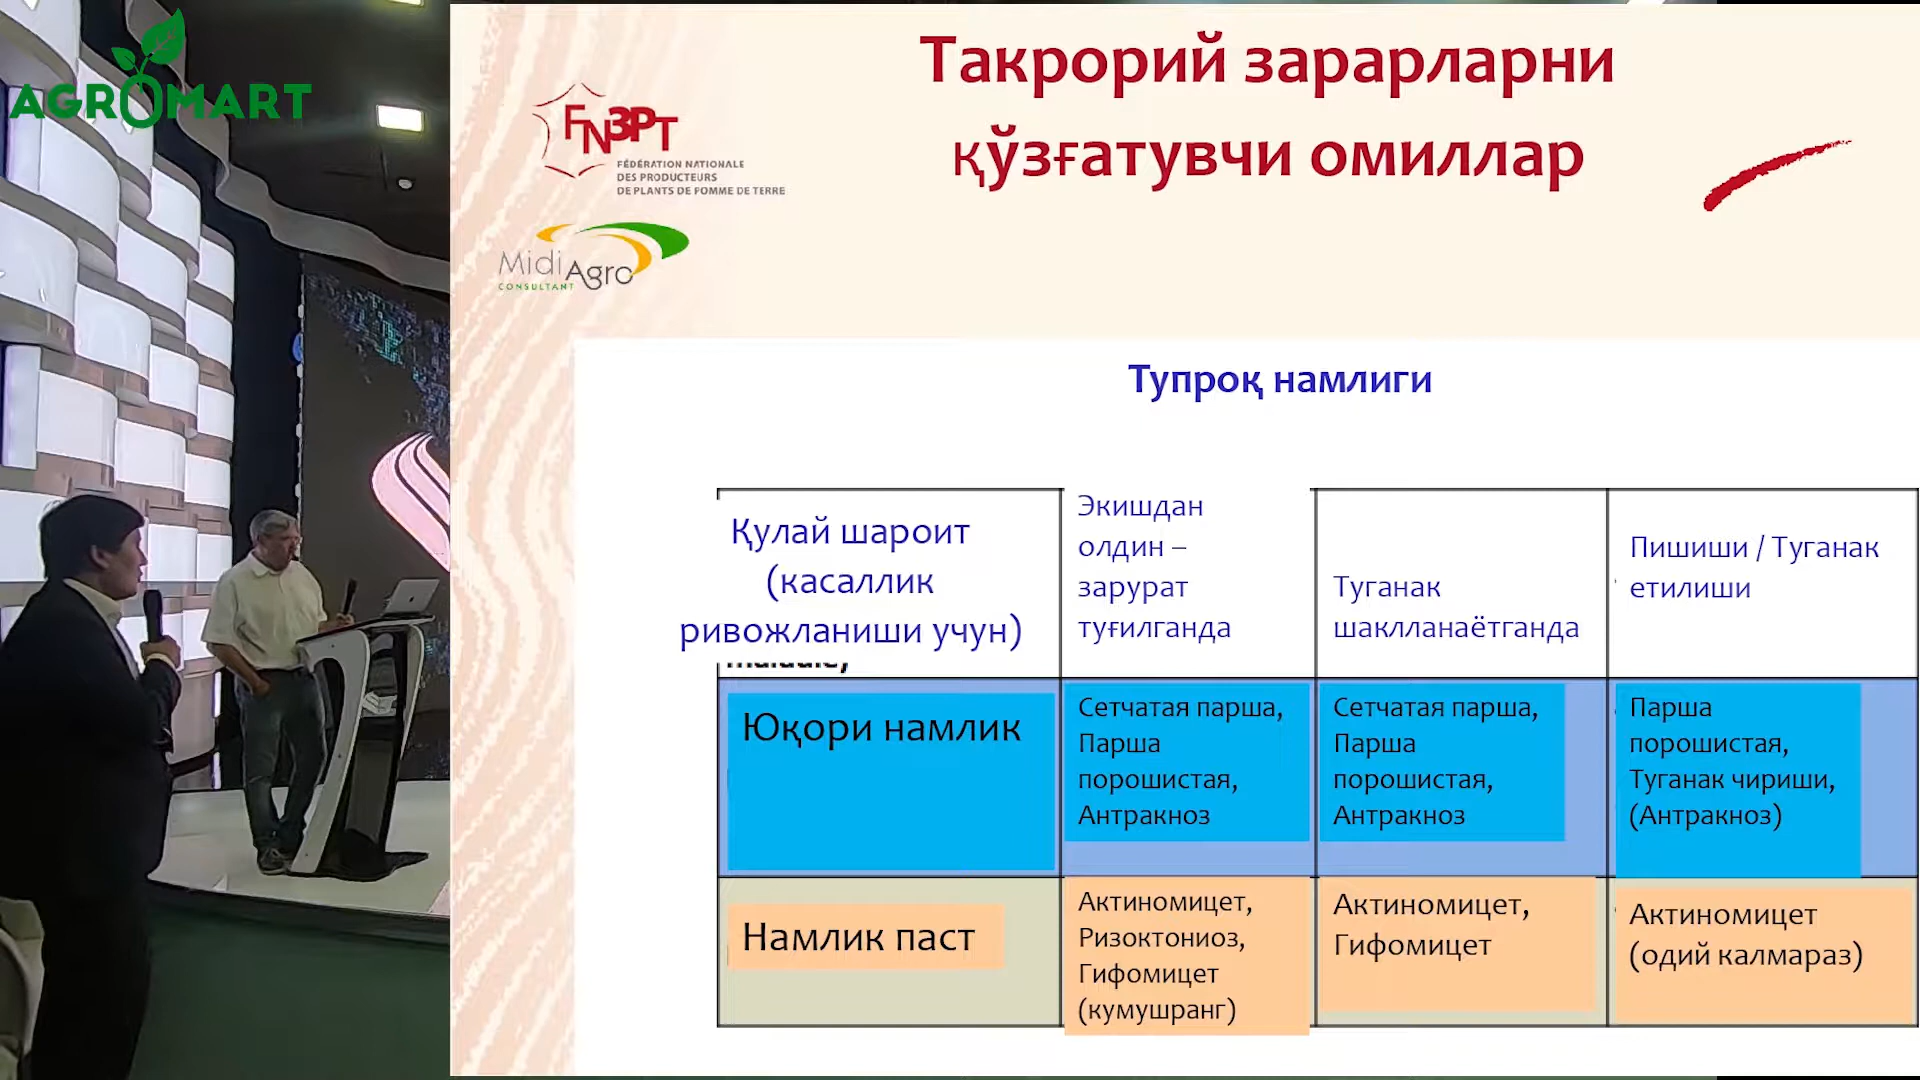 AGROMART
Такрорий зарарларни
қўзғатувчи омиллар
FN3PT
FÉDÉRATION NATIONALE
DES PRODUCTEURS
DE PLANTS DE POMME DE TERRE
Midi Agro
CONSULTANT
Тупроқ намлиги
Қулай шароит
(касаллик
ривожланиши учун)
Экишдан
олдин –
зарурат
туғилганда
Туганак
шаклланаётганда
Пишиши / Туганак
етилиши
Юқори намлик
Сетчатая парша,
Парша
порошистая,
Антракноз
Сетчатая парша,
Парша
порошистая,
Антракноз
Парша
порошистая,
Туганак чириши,
(Антракноз)
Намлик паст
Актиномицет,
Ризоктониоз,
Гифомицет
(кумушранг)
Актиномицет,
Гифомицет
Актиномицет
(одий калмараз)